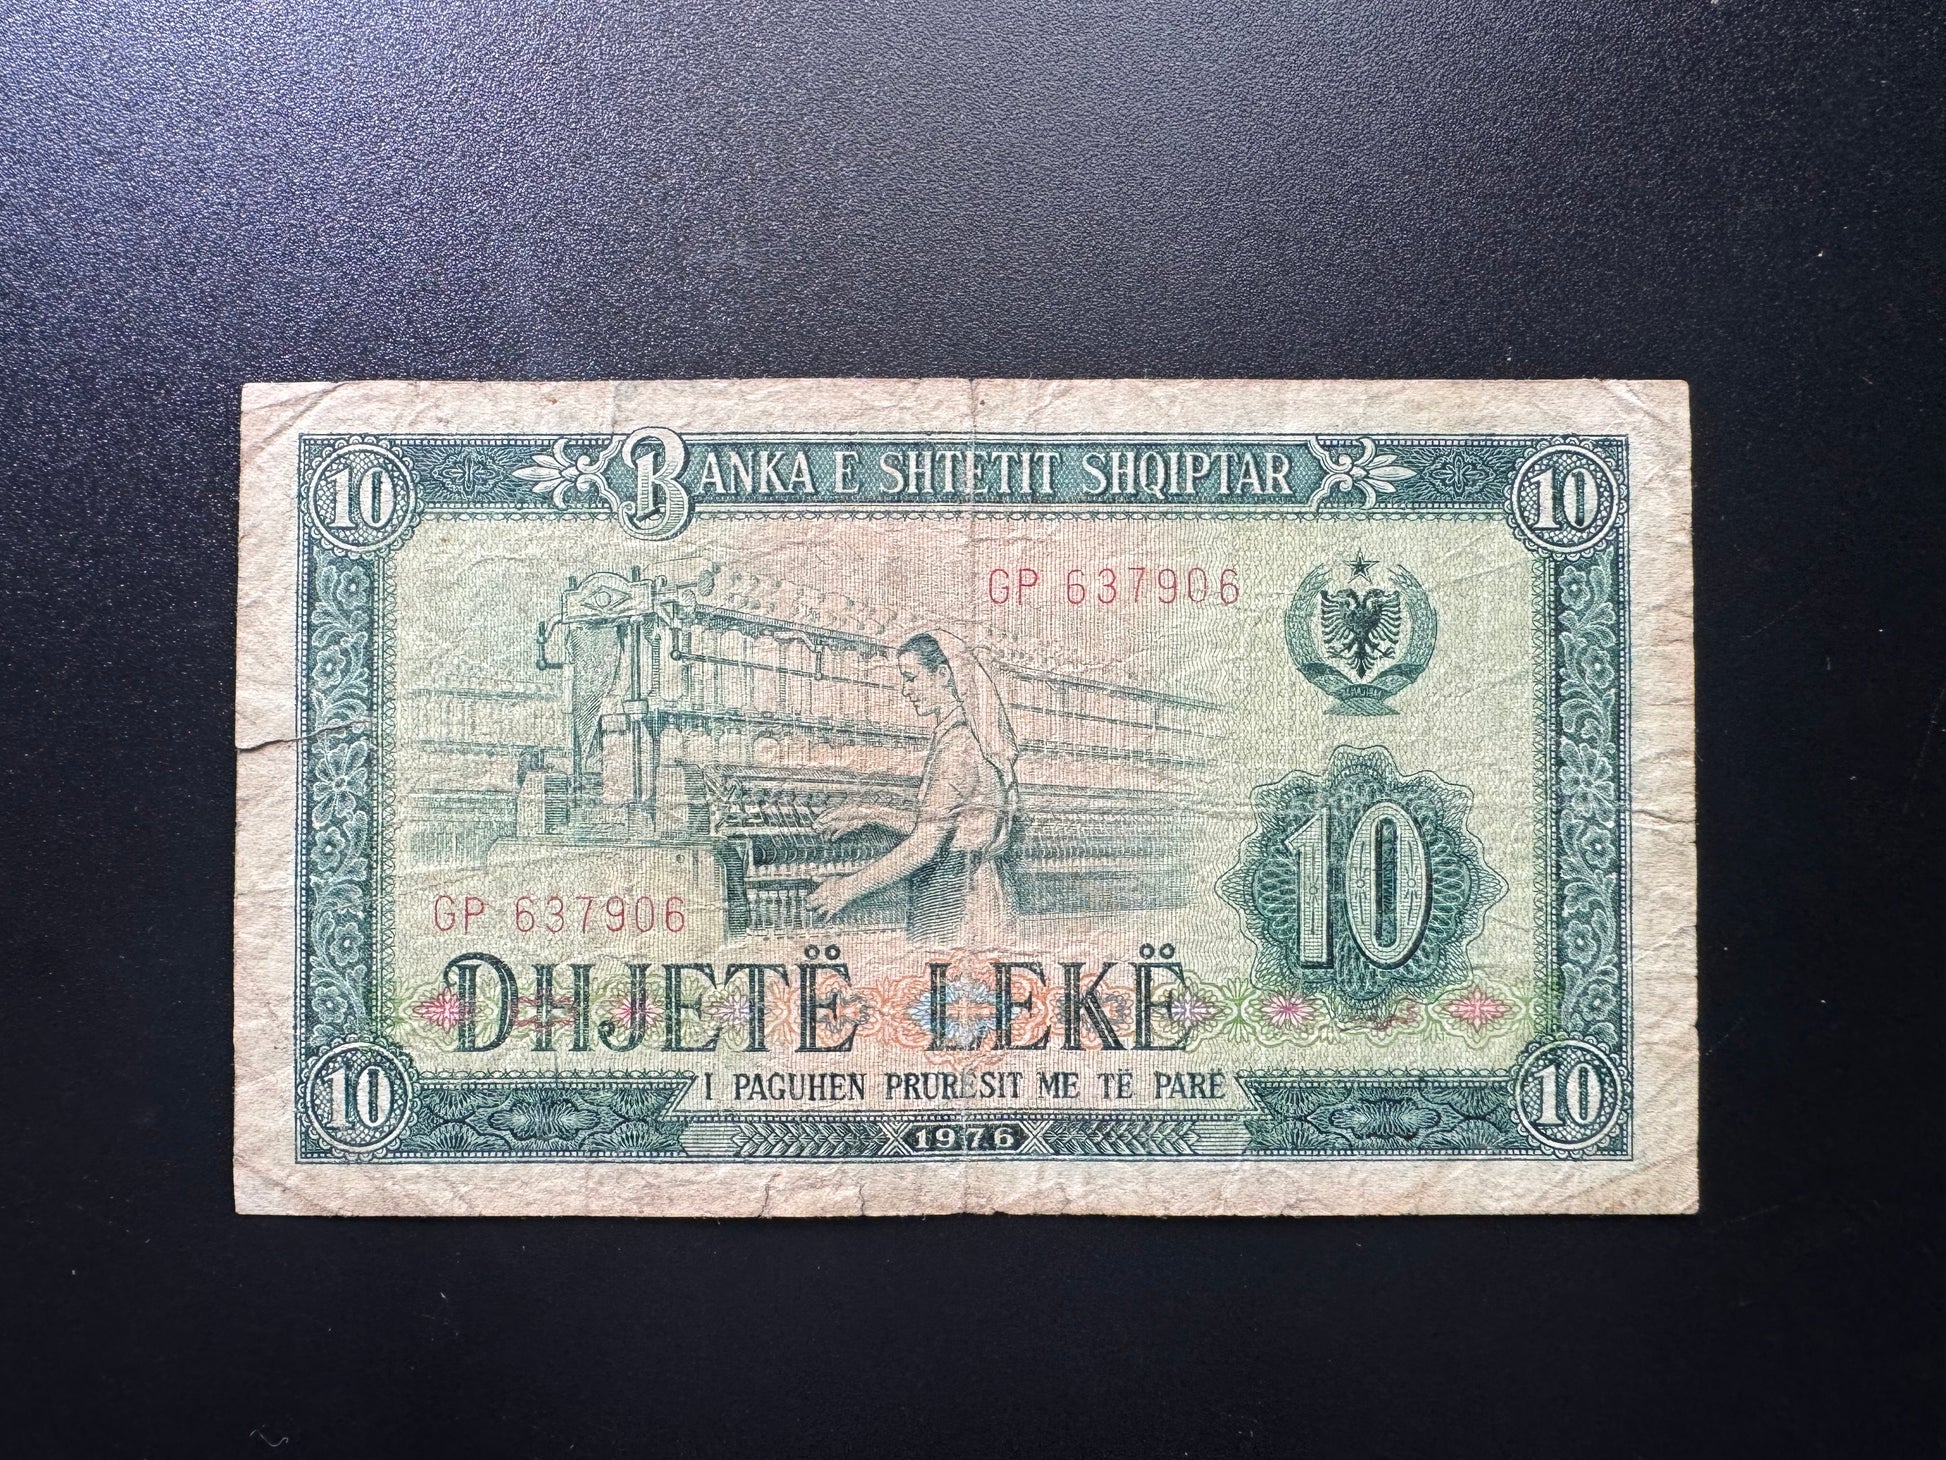 10 BANKA E SHTETIT SHQIPTAR 10
GP 637906
GP 637906
10
DHJETË LEKË
I PAGUHEN PRURËSIT ME TË PARË
10 1976 10